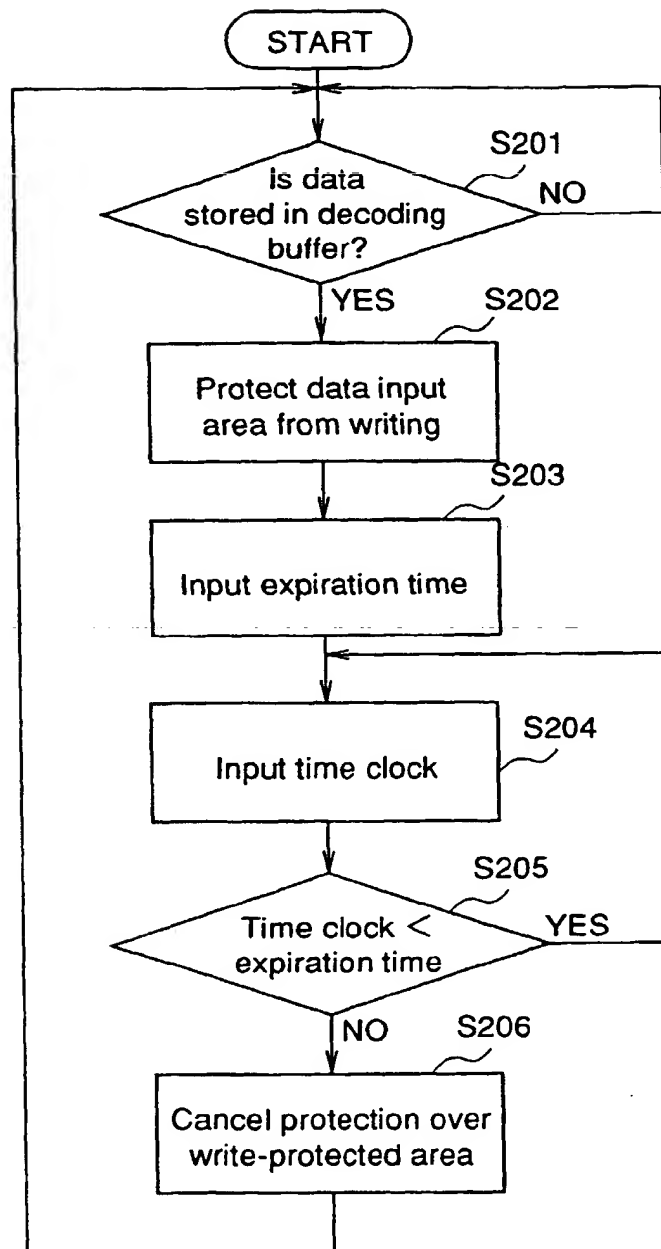 START
S201
Is data
stored in decoding
buffer?
NO
YES
S202
Protect data input
area from writing
S203
Input expiration time
S204
Input time clock
S205
Time clock <
expiration time
YES
NO
S206
Cancel protection over
write-protected area